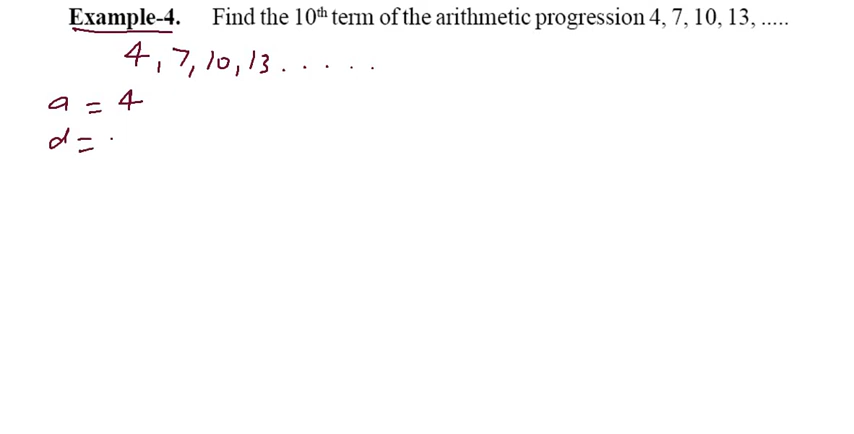 Example-4. Find the 10th term of the arithmetic progression 4, 7, 10, 13, .....
4, 7, 10, 13 . . . . .
a = 4
d =